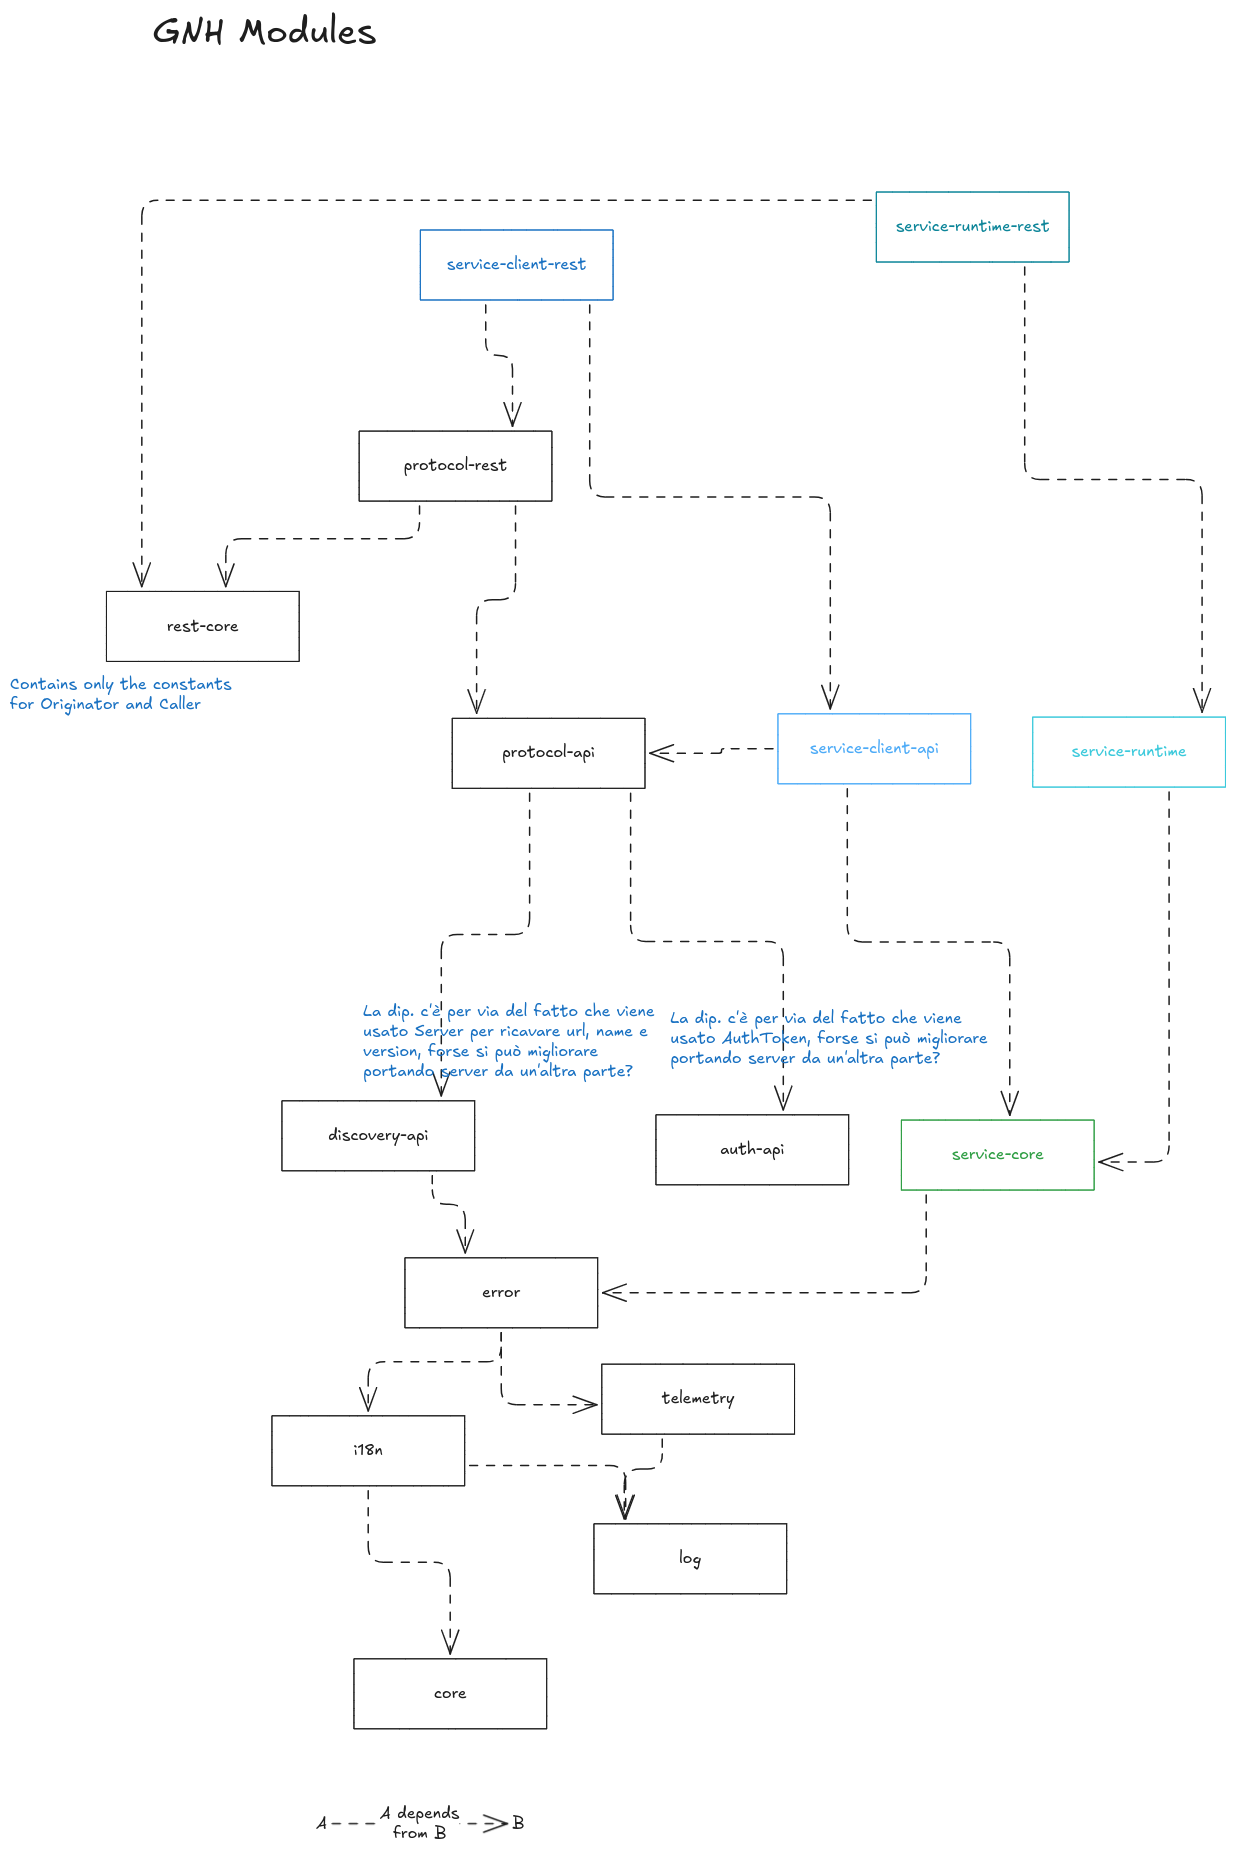 GNH Modules
service-runtime-rest
service-client-rest
protocol-rest
rest-core
Contains only the constants
for Originator and Caller
protocol-api
service-client-api
service-runtime
La dip. c'è per via del fatto che viene
usato Server per ricavare url, name e
version, forse si può migliorare
portando server da un'altra parte?
La dip. c'è per via del fatto che viene
usato AuthToken, forse si può migliorare
portando server da un'altra parte?
discovery-api
auth-api
service-core
error
telemetry
i18n
log
core
A
A depends
from B
B